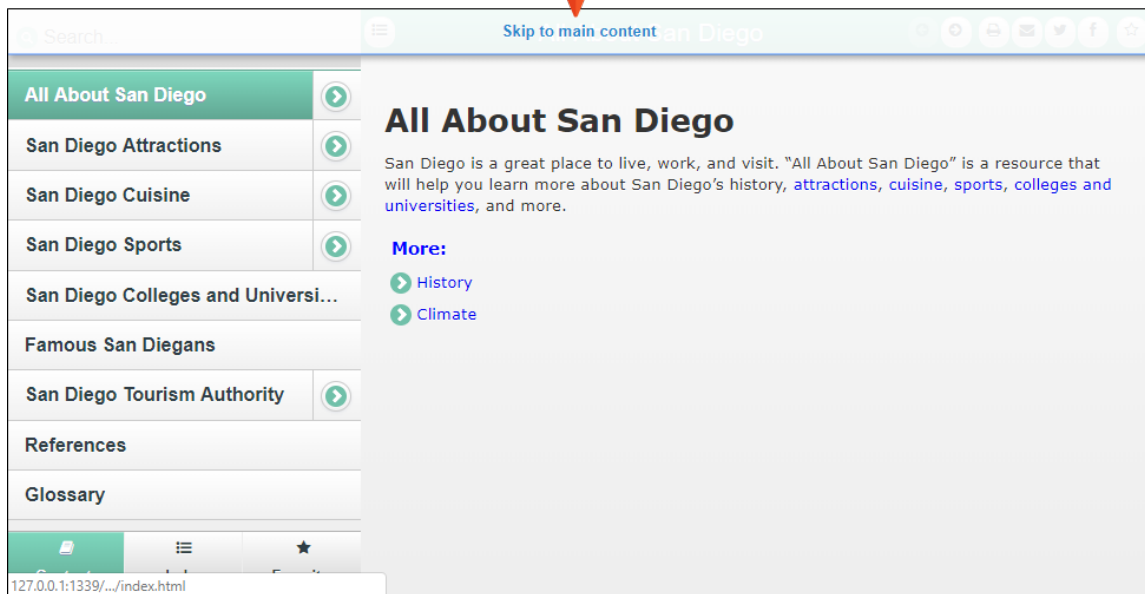 Search...
Skip to main content
San Diego
All About San Diego
San Diego Attractions
San Diego Cuisine
San Diego Sports
San Diego Colleges and Universi...
Famous San Diegans
San Diego Tourism Authority
References
Glossary
127.0.0.1:1339/.../index.html
All About San Diego
San Diego is a great place to live, work, and visit. “All About San Diego” is a resource that
will help you learn more about San Diego’s history, attractions, cuisine, sports, colleges and
universities, and more.
More:
History
Climate